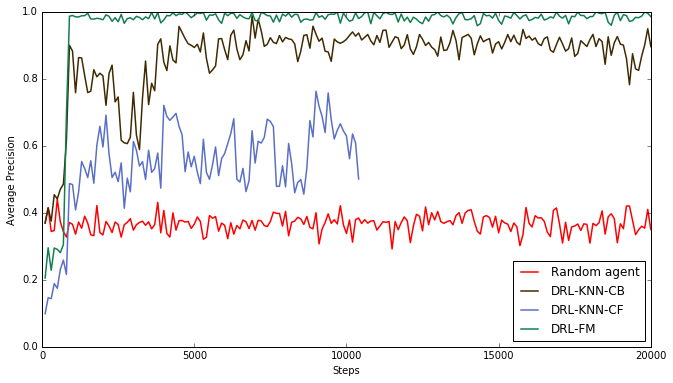 1.0
0.8
0.6
0.4
0.2
0.0
Average Precision
0
5000
10000
15000
20000
Steps
Random agent
DRL-KNN-CB
DRL-KNN-CF
DRL-FM